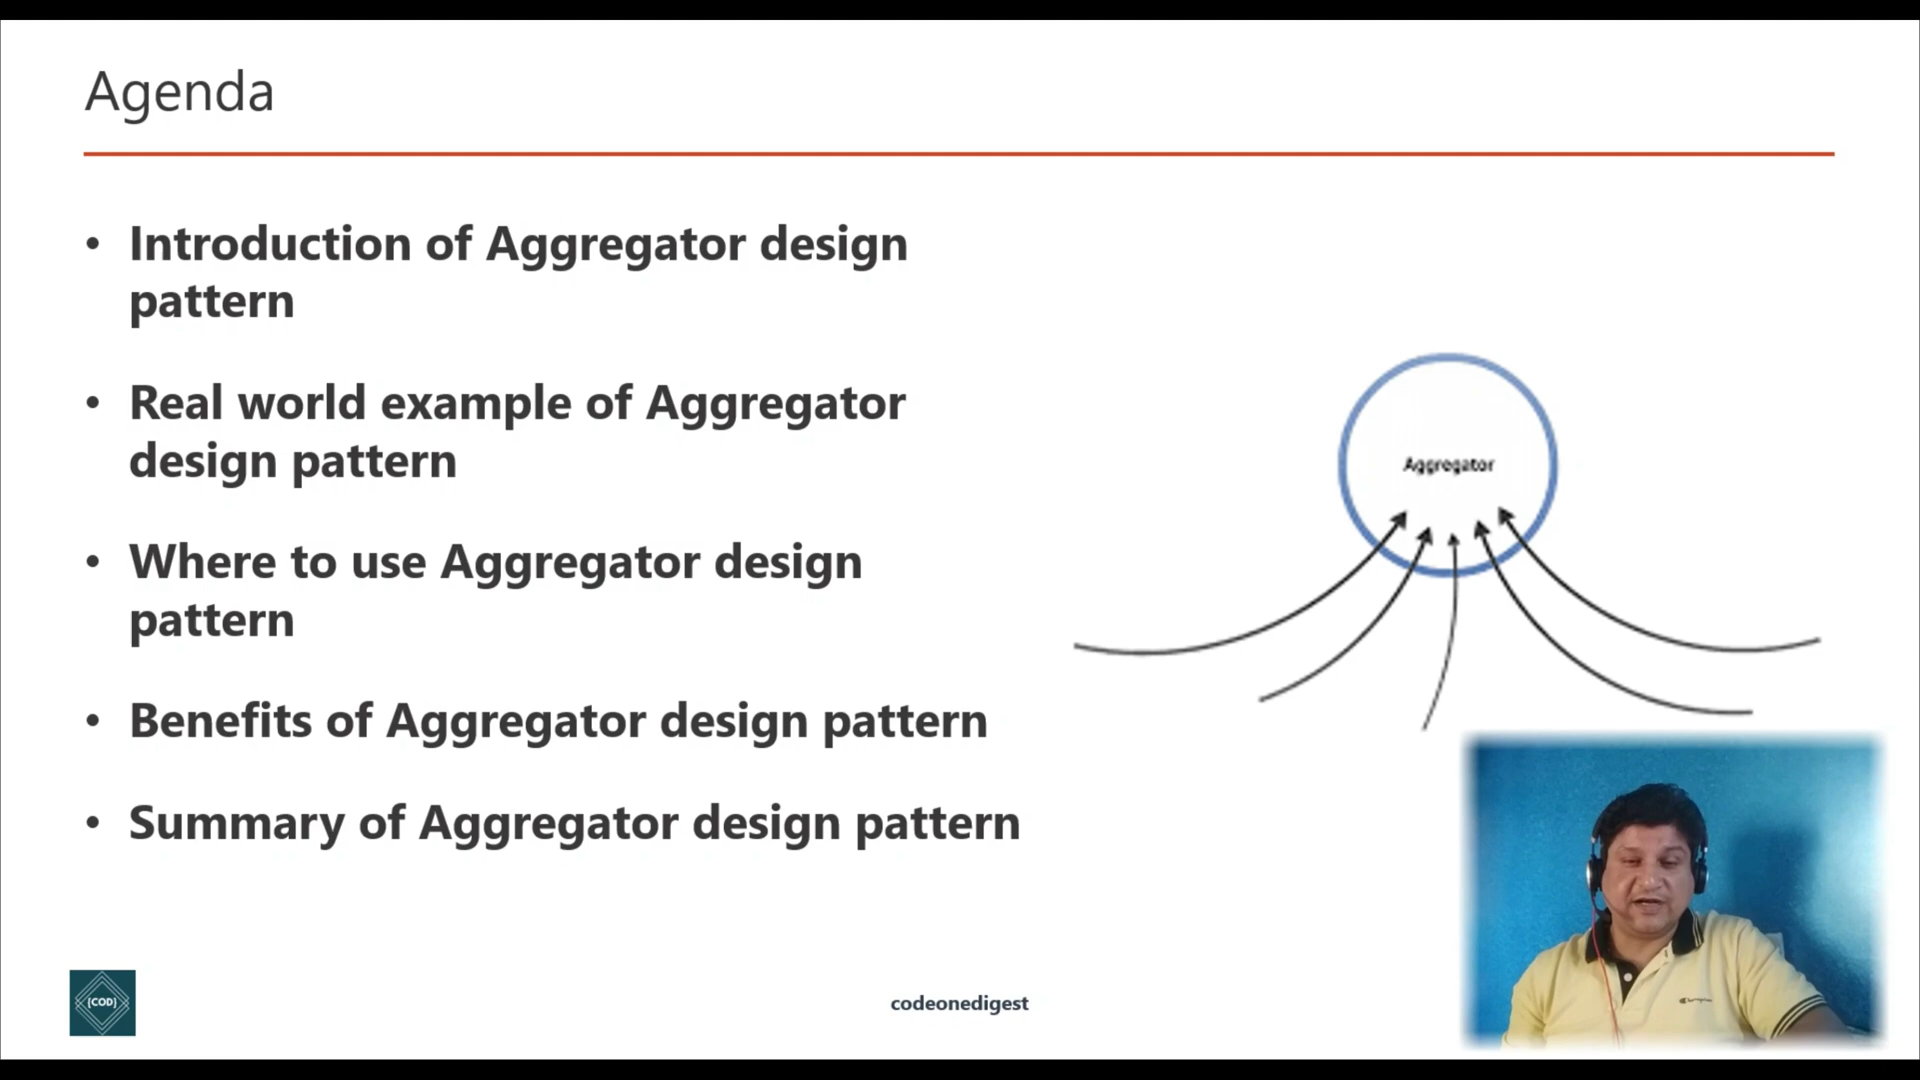 Agenda
• Introduction of Aggregator design
pattern
• Real world example of Aggregator
design pattern
• Where to use Aggregator design
pattern
• Benefits of Aggregator design pattern
• Summary of Aggregator design pattern
Aggregator
{COD}
codeonedigest
Champion